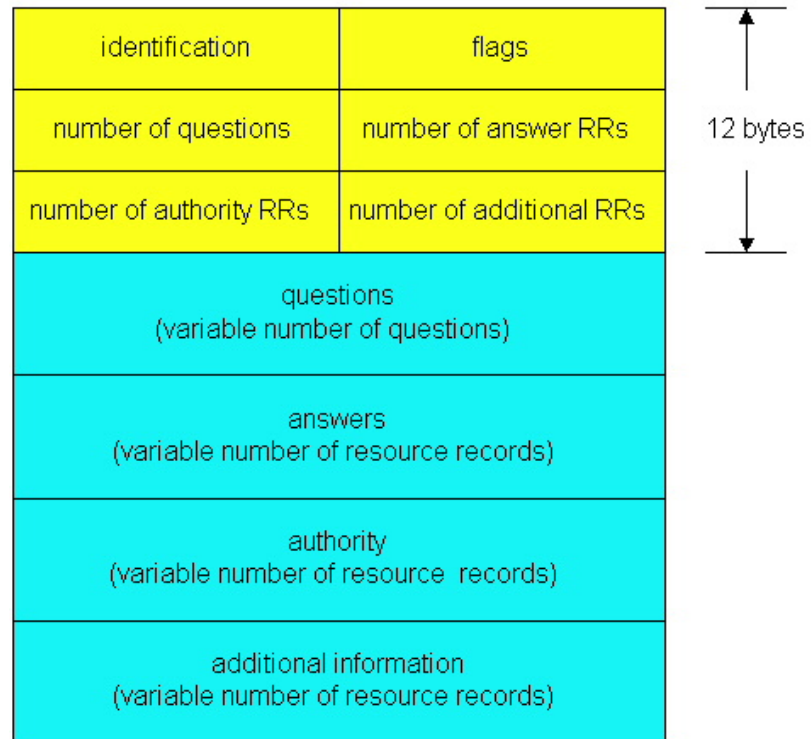 identification
flags
number of questions
number of answer RRs
12 bytes
number of authority RRs
number of additional RRs
questions
(variable number of questions)
answers
(variable number of resource records)
authority
(variable number of resource records)
additional information
(variable number of resource records)